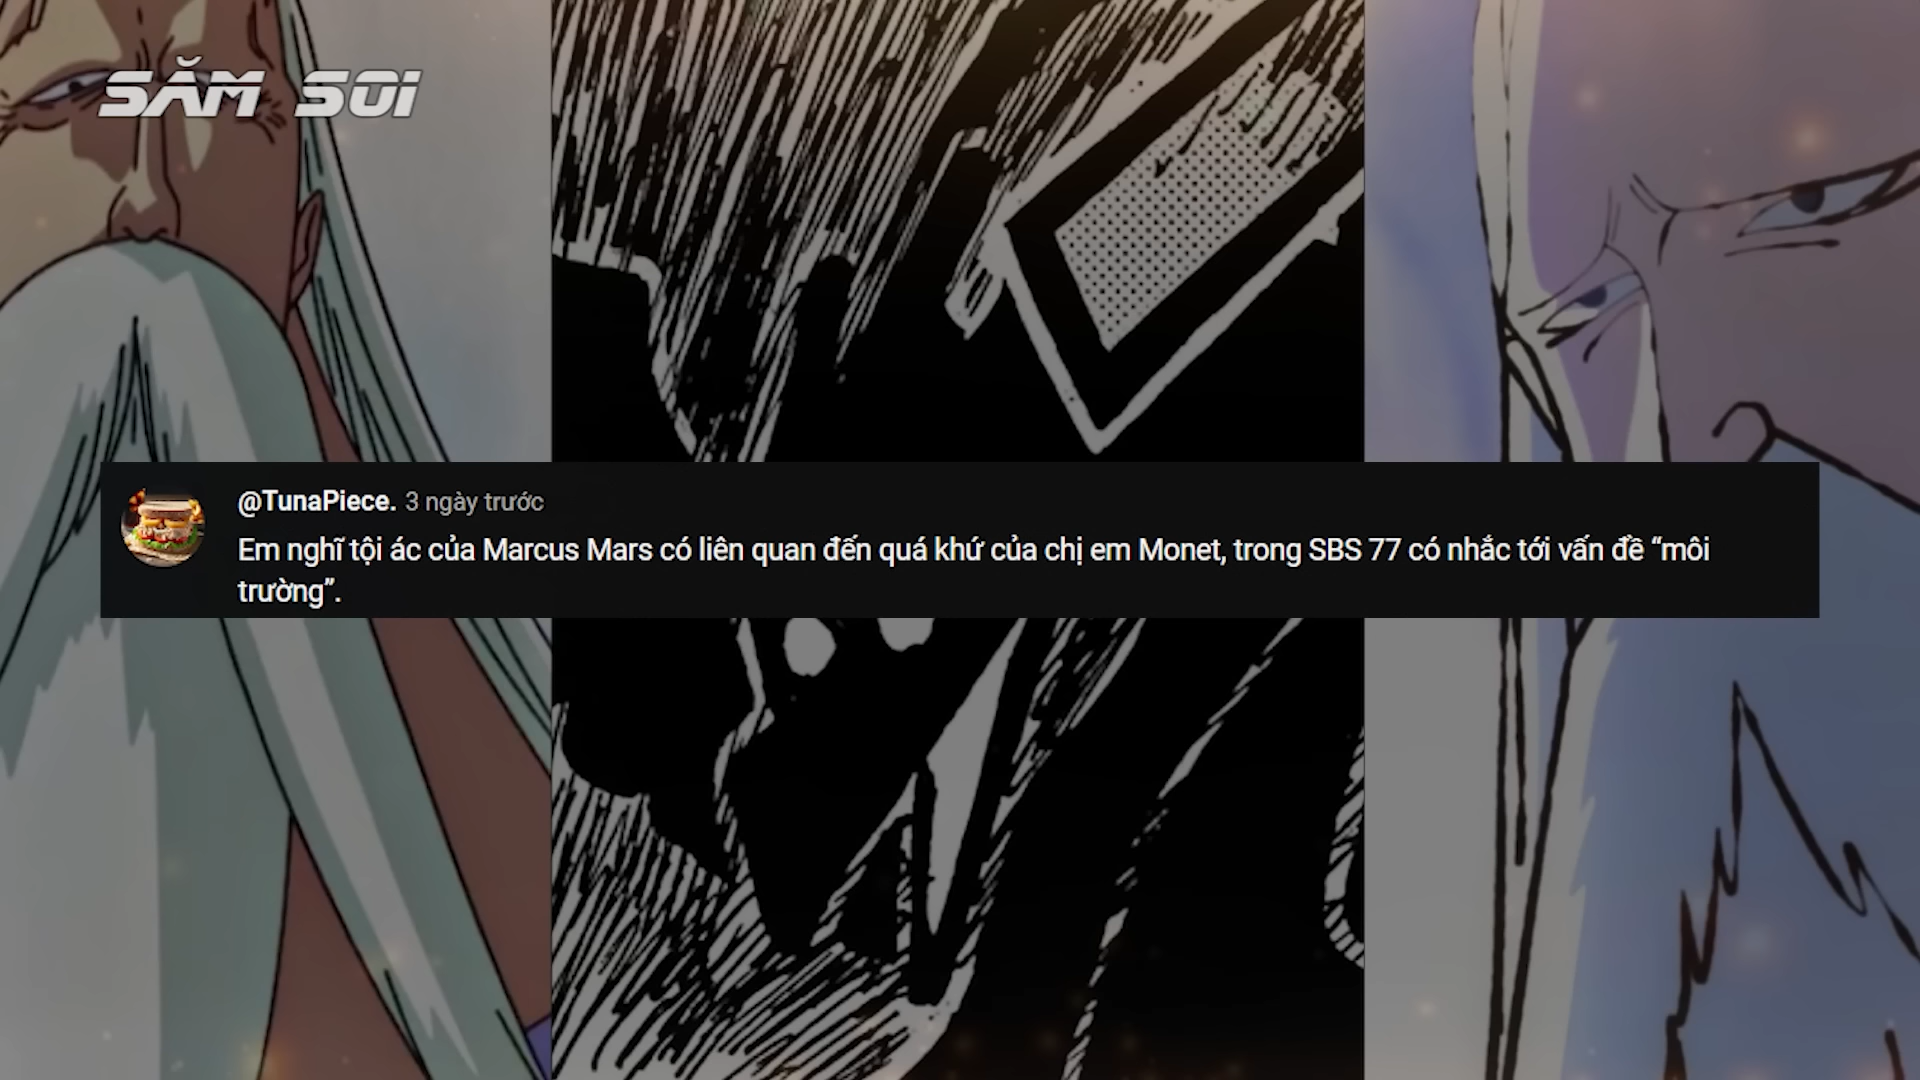 SĂM SOI
@TunaPiece. 3 ngày trước
Em nghĩ tội ác của Marcus Mars có liên quan đến quá khứ của chị em Monet, trong SBS 77 có nhắc tới vấn đề “môi
trường”.